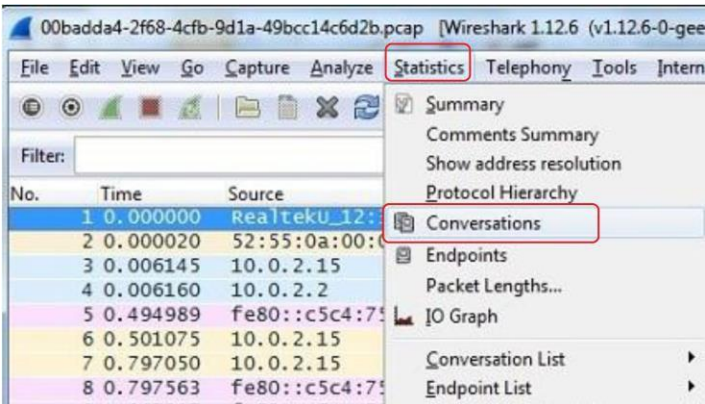 00badda4-2f68-4cfb-9d1a-49bcc14c6d2b.pcap [Wireshark 1.12.6 (v1.12.6-0-gee
File Edit View Go Capture Analyze Statistics Telephony Tools Intern
Filter:
No. Time Source
1 0.000000 RealtekU_12:
2 0.000020 52:55:0a:00:
3 0.006145 10.0.2.15
4 0.006160 10.0.2.2
5 0.494989 fe80::c5c4:75
6 0.501075 10.0.2.15
7 0.797050 10.0.2.15
8 0.797563 fe80::c5c4:75
Summary
Comments Summary
Show address resolution
Protocol Hierarchy
Conversations
Endpoints
Packet Lengths...
IO Graph
Conversation List
Endpoint List